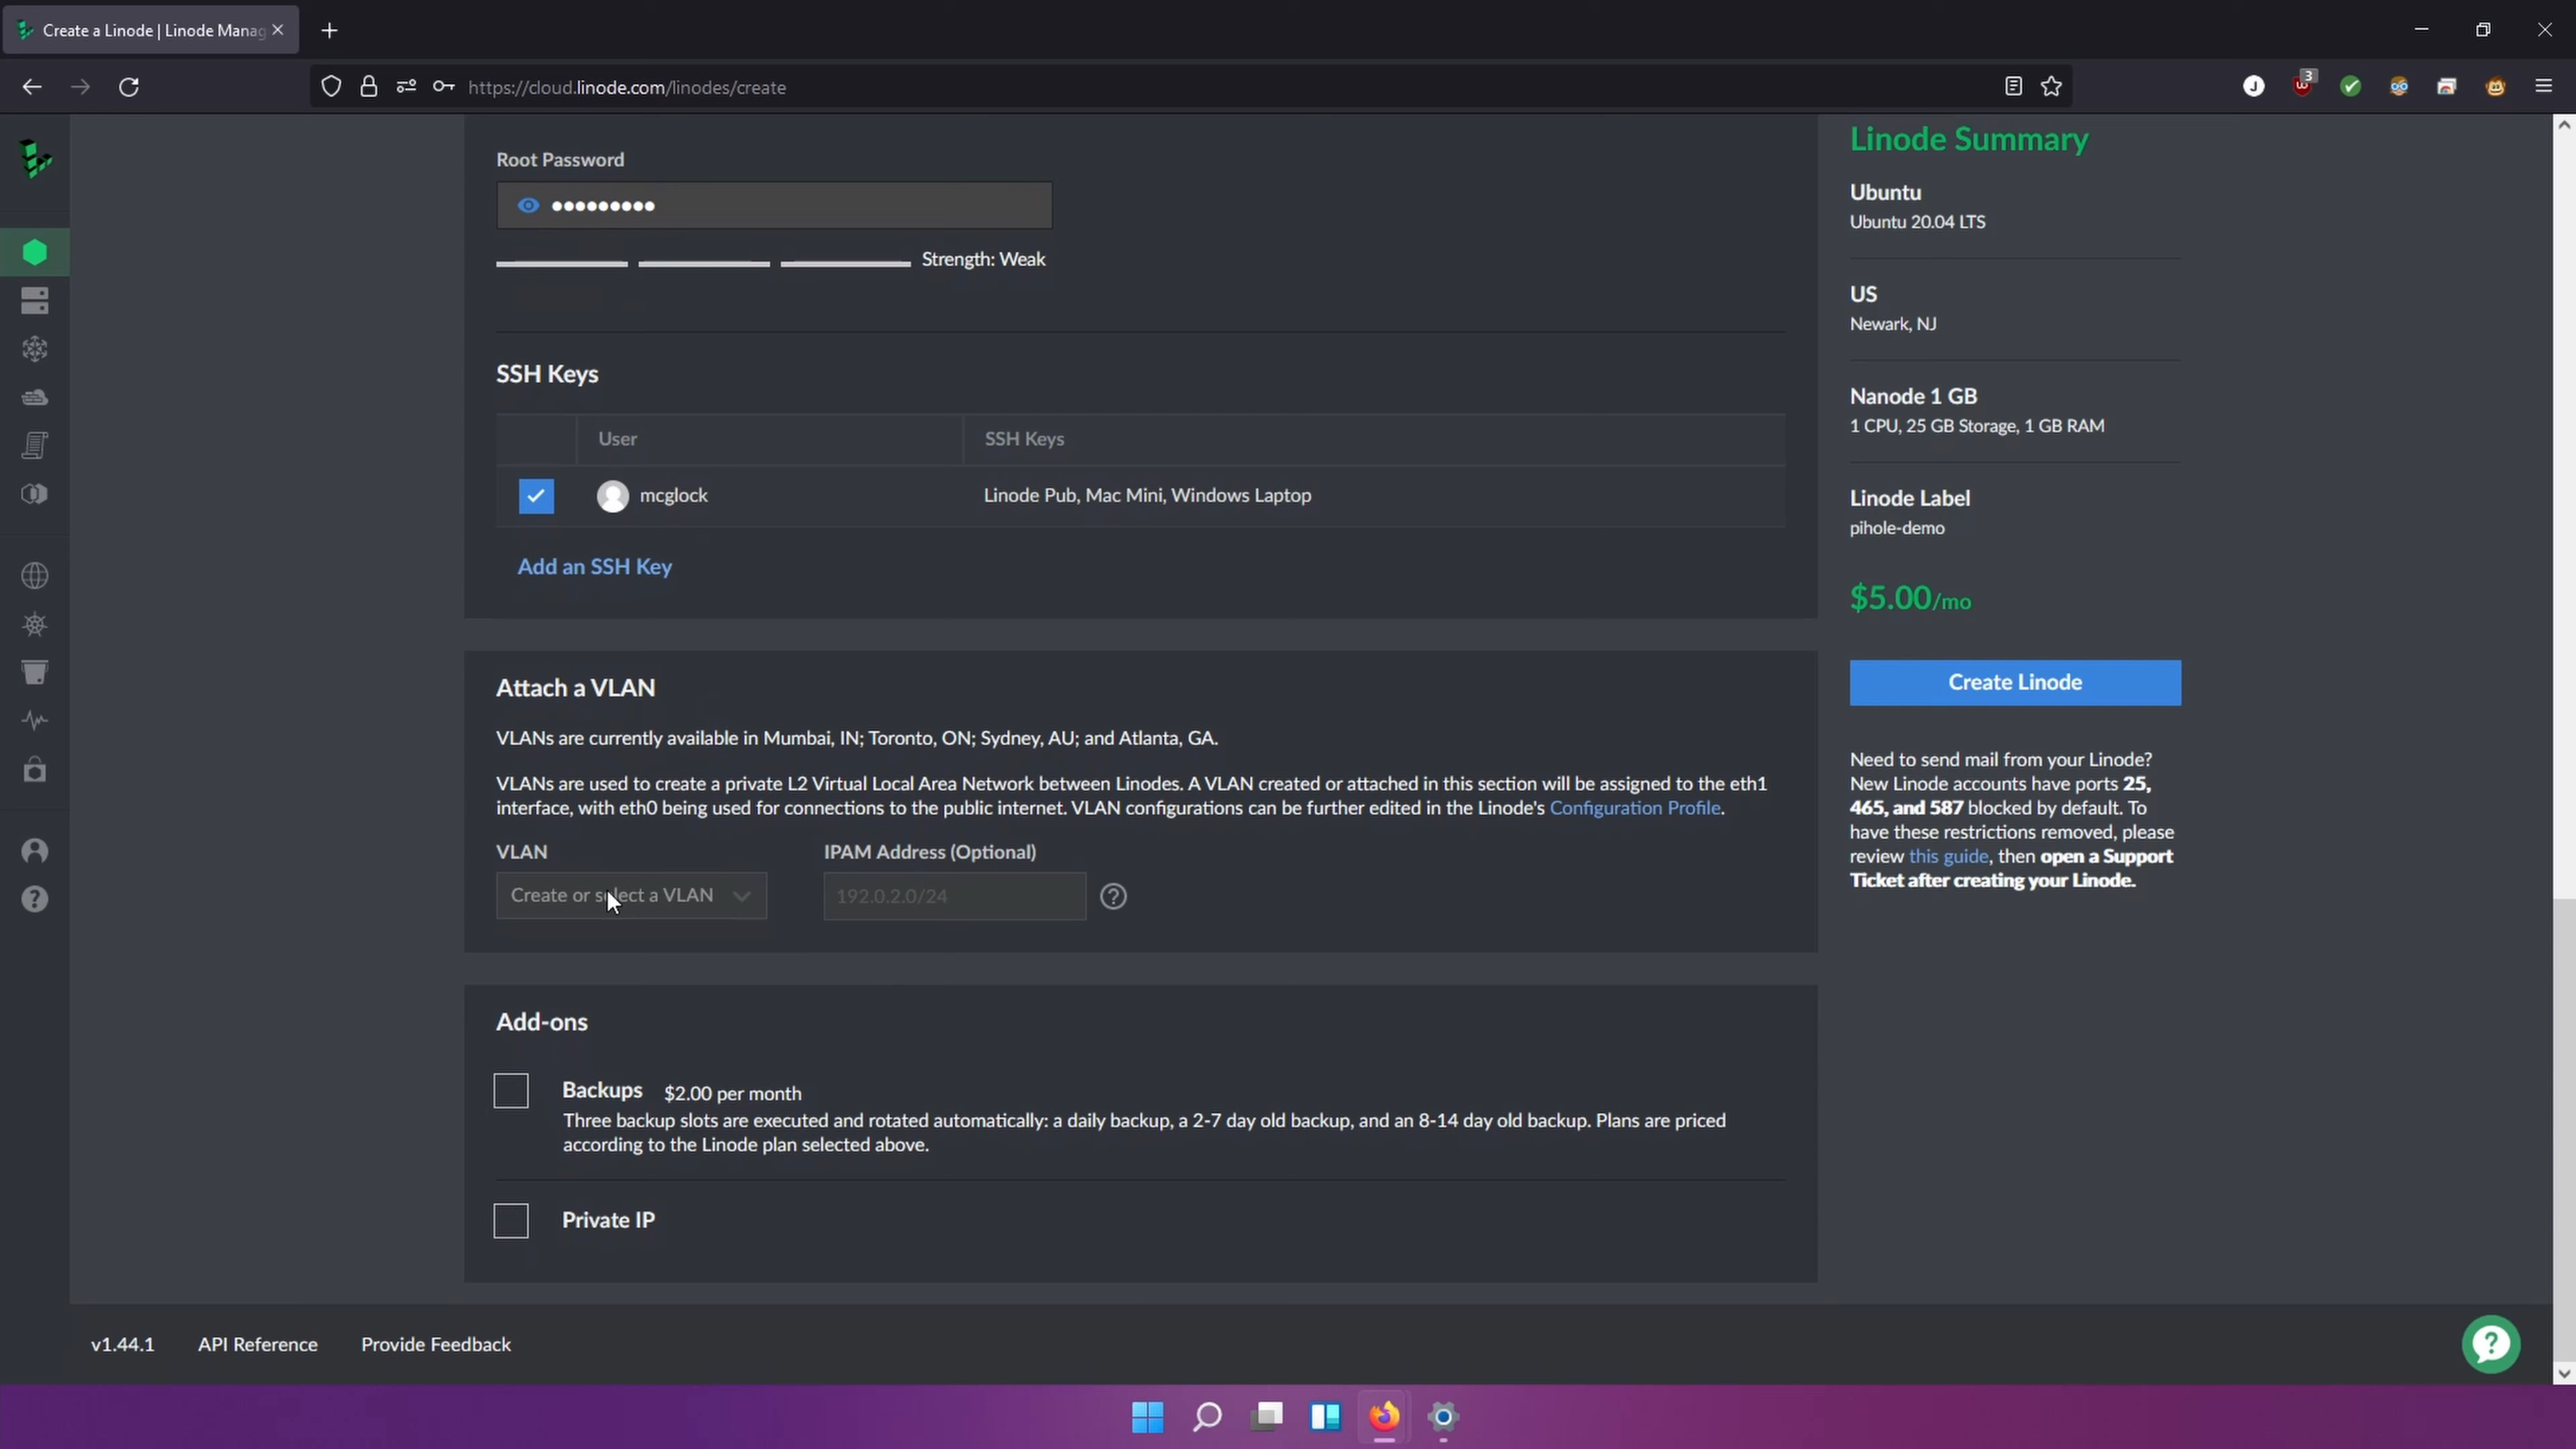 Create a Linode | Linode Manag
3
https://cloud.linode.com/linodes/create
J
Root Password
•••••••••
Strength: Weak
SSH Keys
User
SSH Keys
mcglock
Linode Pub, Mac Mini, Windows Laptop
Add an SSH Key
Attach a VLAN
VLANs are currently available in Mumbai, IN; Toronto, ON; Sydney, AU; and Atlanta, GA.
VLANs are used to create a private L2 Virtual Local Area Network between Linodes. A VLAN created or attached in this section will be assigned to the eth1
interface, with eth0 being used for connections to the public internet. VLAN configurations can be further edited in the Linode's Configuration Profile.
VLAN
IPAM Address (Optional)
Create or select a VLAN
192.0.2.0/24
Add-ons
Backups $2.00 per month
Three backup slots are executed and rotated automatically: a daily backup, a 2-7 day old backup, and an 8-14 day old backup. Plans are priced
according to the Linode plan selected above.
Private IP
Linode Summary
Ubuntu
Ubuntu 20.04 LTS
US
Newark, NJ
Nanode 1 GB
1 CPU, 25 GB Storage, 1 GB RAM
Linode Label
pihole-demo
$5.00/mo
Create Linode
Need to send mail from your Linode?
New Linode accounts have ports 25,
465, and 587 blocked by default. To
have these restrictions removed, please
review this guide, then open a Support
Ticket after creating your Linode.
v1.44.1
API Reference
Provide Feedback